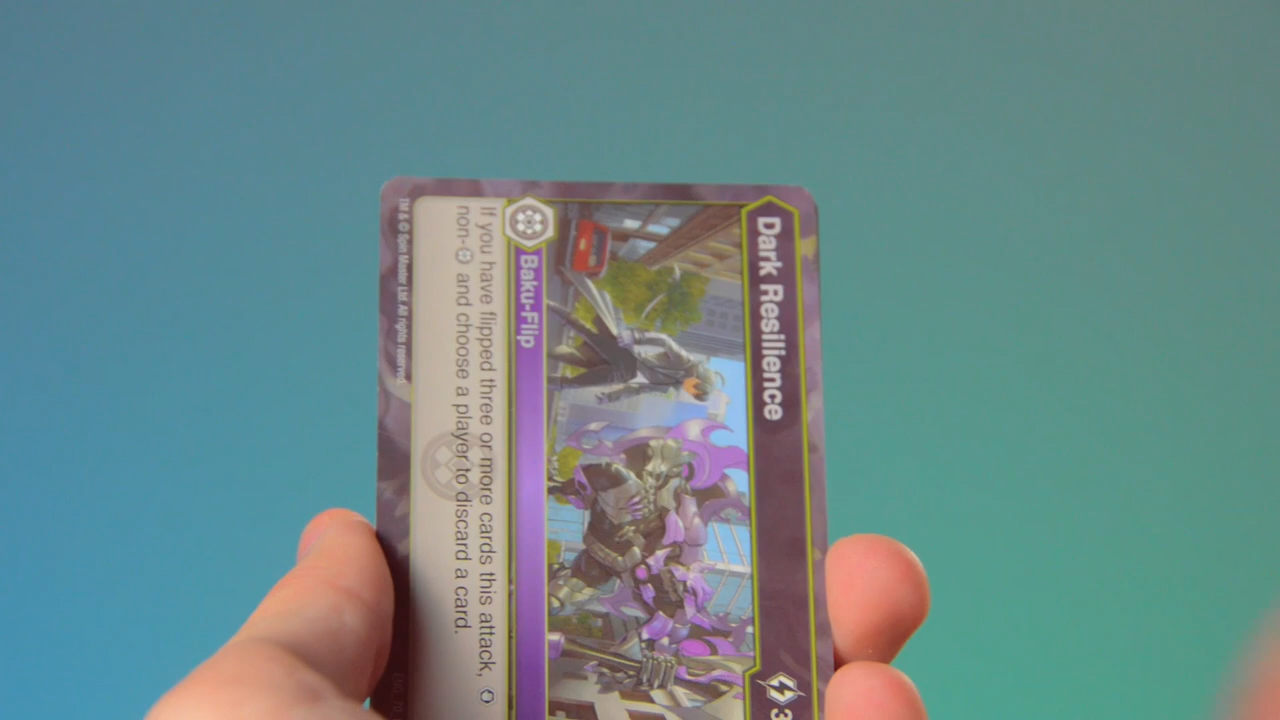 Dark Resilience
3
Baku-Flip
If you have flipped three or more cards this attack,
non- and choose a player to discard a card.
TM & © Spin Master Ltd. All rights reserved.